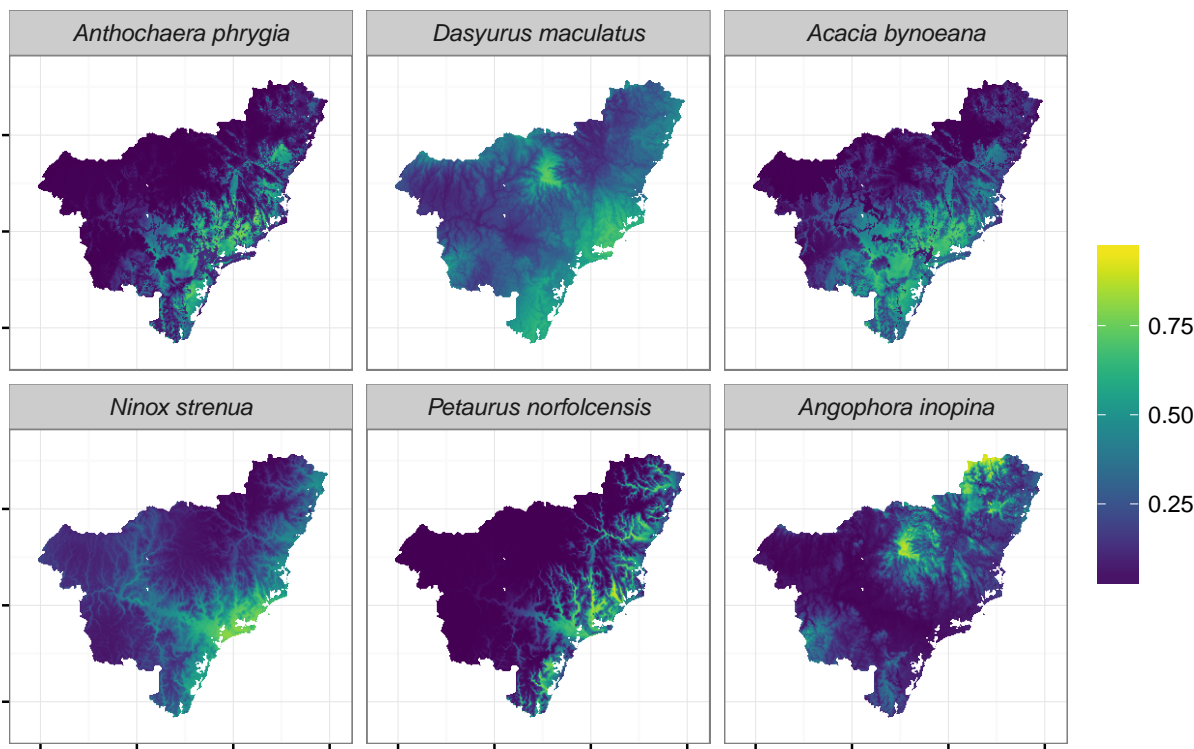 Anthochaera phrygia
Dasyurus maculatus
Acacia bynoeana
Ninox strenua
Petaurus norfolcensis
Angophora inopina
0.75
0.50
0.25